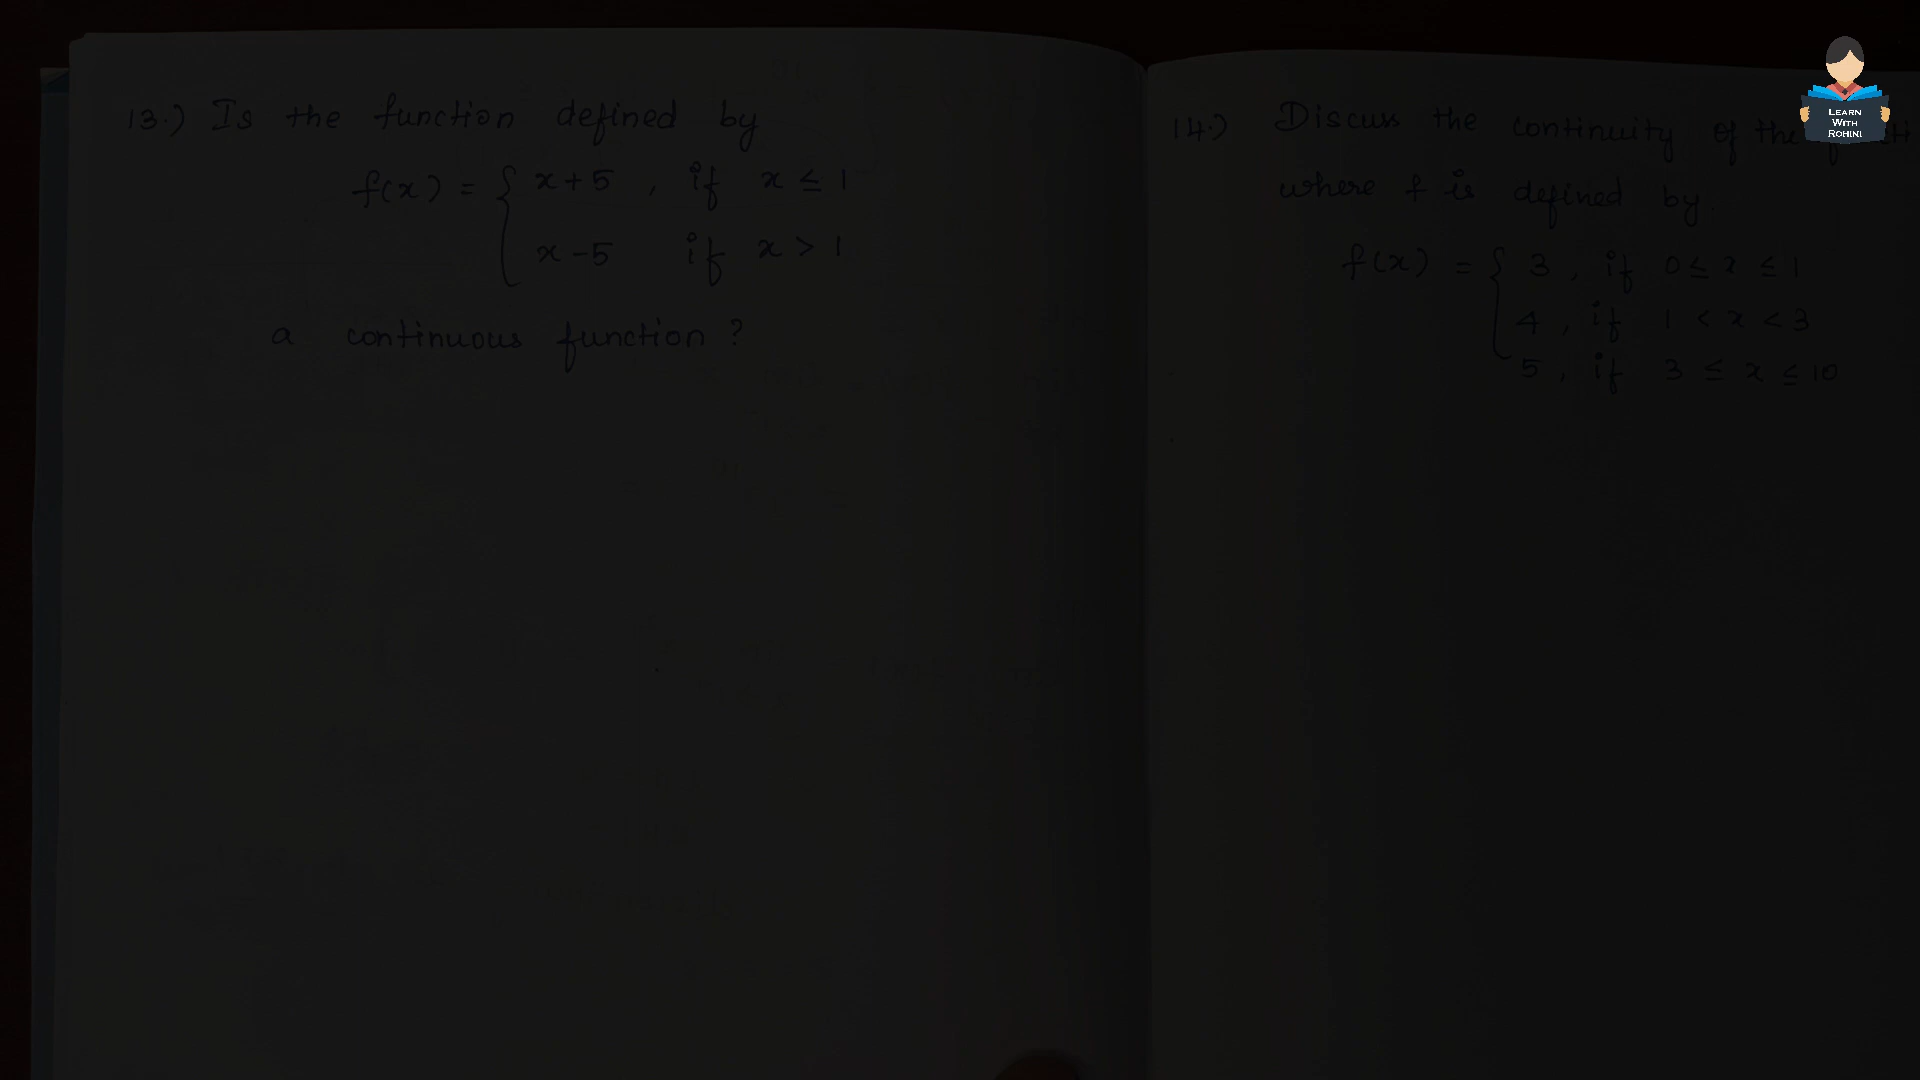 13.) Is the function defined by
f(x) = { x + 5 , if x ≤ 1
x - 5 if x > 1
a continuous function ?
14.) Discuss the continuity of the
where f is defined by.
f(x) = { 3 , if 0 ≤ x ≤ 1
4 , if 1 < x < 3
5 , if 3 ≤ x ≤ 10
LEARN
WITH
ROHINI